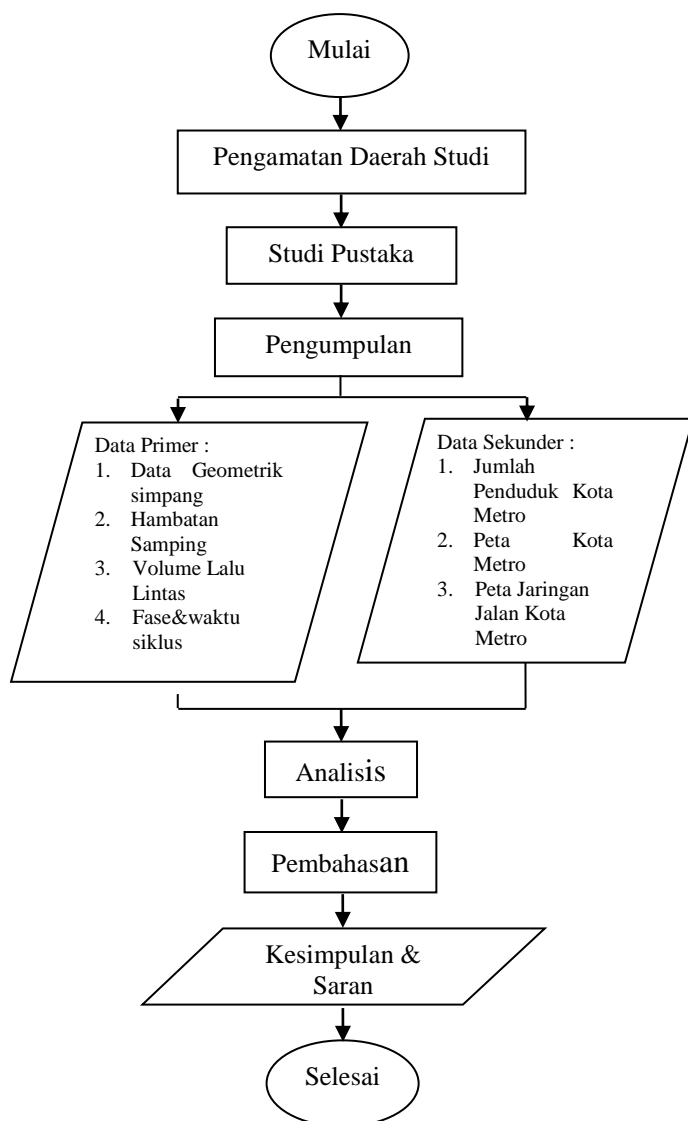 Mulai
Pengamatan Daerah Studi
Studi Pustaka
Pengumpulan
Data Primer :
1. Data Geometrik
simpang
2. Hambatan
Samping
3. Volume Lalu
Lintas
4. Fase&waktu
siklus
Data Sekunder :
1. Jumlah
Penduduk Kota
Metro
2. Peta Kota
Metro
3. Peta Jaringan
Jalan Kota
Metro
Analisis
Pembahasan
Kesimpulan &
Saran
Selesai